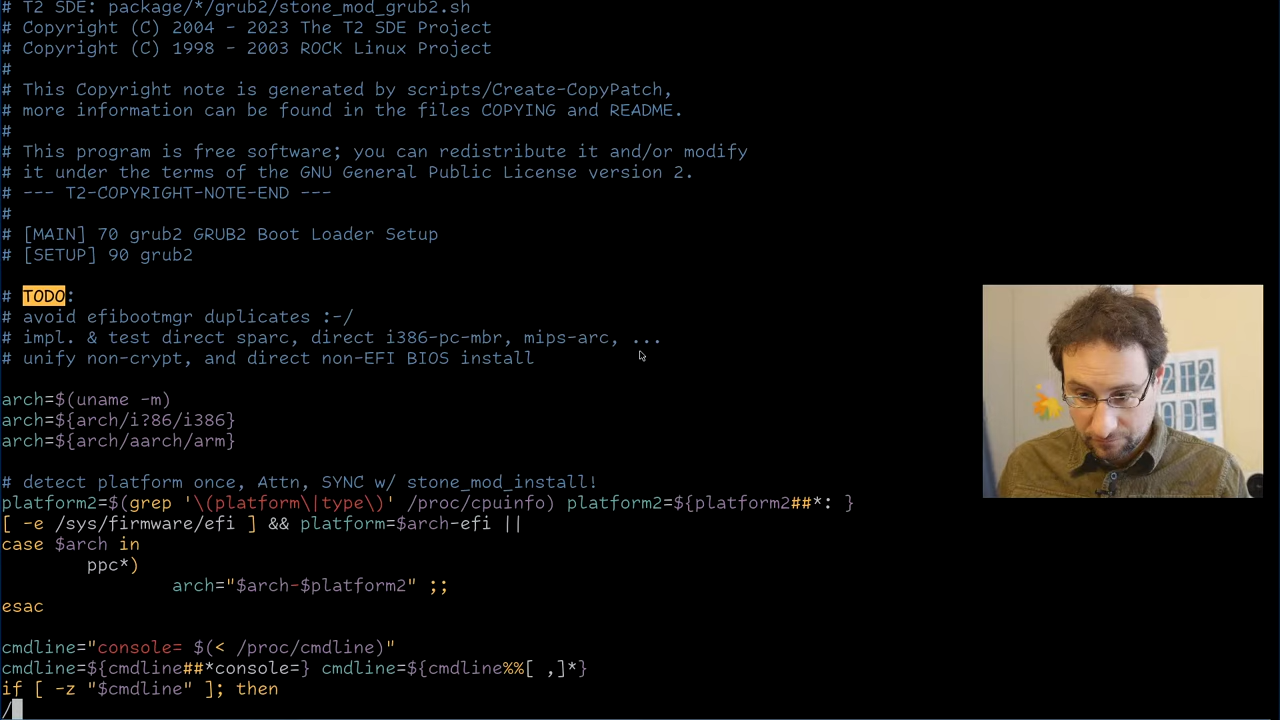 # T2 SDE: package/*/grub2/stone_mod_grub2.sh
# Copyright (C) 2004 - 2023 The T2 SDE Project
# Copyright (C) 1998 - 2003 ROCK Linux Project
#
# This Copyright note is generated by scripts/Create-CopyPatch,
# more information can be found in the files COPYING and README.
#
# This program is free software; you can redistribute it and/or modify
# it under the terms of the GNU General Public License version 2.
# --- T2-COPYRIGHT-NOTE-END ---
#
# [MAIN] 70 grub2 GRUB2 Boot Loader Setup
# [SETUP] 90 grub2
# TODO:
# avoid efibootmgr duplicates :-/
# impl. & test direct sparc, direct i386-pc-mbr, mips-arc, ...
# unify non-crypt, and direct non-EFI BIOS install
arch=$(uname -m)
arch=${arch/i?86/i386}
arch=${arch/aarch/arm}
# detect platform once, Attn, SYNC w/ stone_mod_install!
platform2=$(grep '\(platform\|type\)' /proc/cpuinfo) platform2=${platform2##*: }
[ -e /sys/firmware/efi ] && platform=$arch-efi ||
case $arch in
ppc*)
arch="$arch-$platform2" ;;
esac
cmdline="console= $(< /proc/cmdline)"
cmdline=${cmdline##*console=} cmdline=${cmdline%%[ ,]*}
if [ -z "$cmdline" ]; then
/